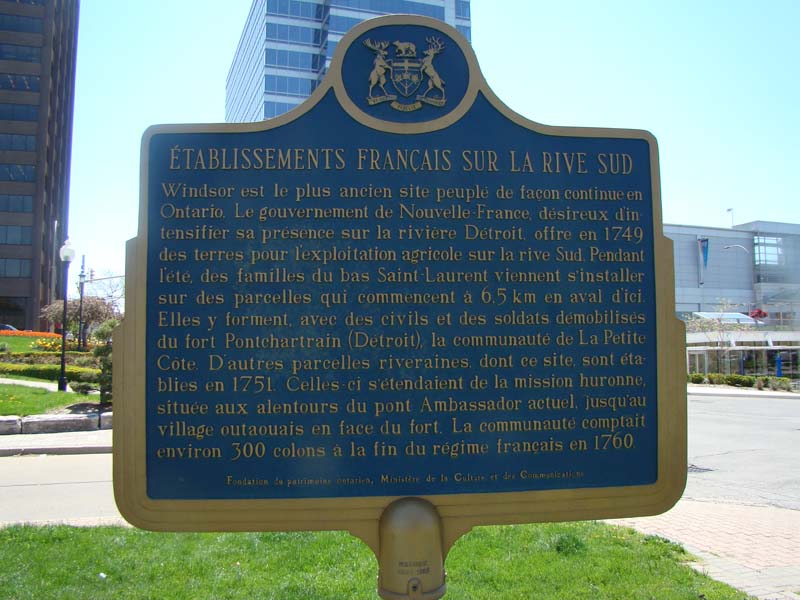 ÉTABLISSEMENTS FRANÇAIS SUR LA RIVE SUD
Windsor est le plus ancien site peuplé de façon continue en
Ontario. Le gouvernement de Nouvelle-France, désireux d'in-
tensifier sa présence sur la rivière Détroit, offre en 1749
des terres pour l'exploitation agricole sur la rive Sud. Pendant
l'été, des familles du bas Saint-Laurent viennent s'installer
sur des parcelles qui commencent à 6,5 km en aval d'ici.
Elles y forment, avec des civils et des soldats démobilisés
du fort Pontchartrain (Détroit), la communauté de La Petite
Côte. D'autres parcelles riveraines, dont ce site, sont éta-
blies en 1751. Celles-ci s'étendaient de la mission huronne,
située aux alentours du pont Ambassador actuel, jusqu'au
village outaouais en face du fort. La communauté comptait
environ 300 colons à la fin du régime français en 1760.
Fondation du patrimoine ontarien, Ministère de la Culture et des Communications